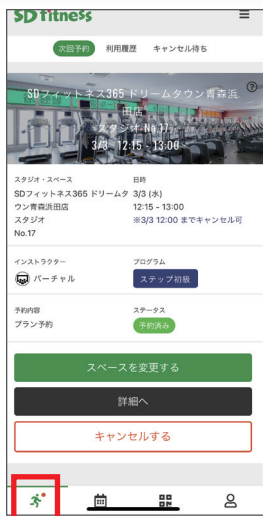 SD fitness
次回予約 利用履歴 キャンセル待ち
SDフィットネス365 ドリームタウン青森浜
田店
スタジオ No.17
3/3 12:15 - 13:00
スタジオ・スペース
SDフィットネス365 ドリームタ
ウン青森浜田店
スタジオ
No.17
日時
3/3 (水)
12:15 - 13:00
※3/3 12:00 までキャンセル可
インストラクター
バーチャル
プログラム
ステップ初級
予約内容
プラン予約
ステータス
予約済み
スペースを変更する
詳細へ
キャンセルする